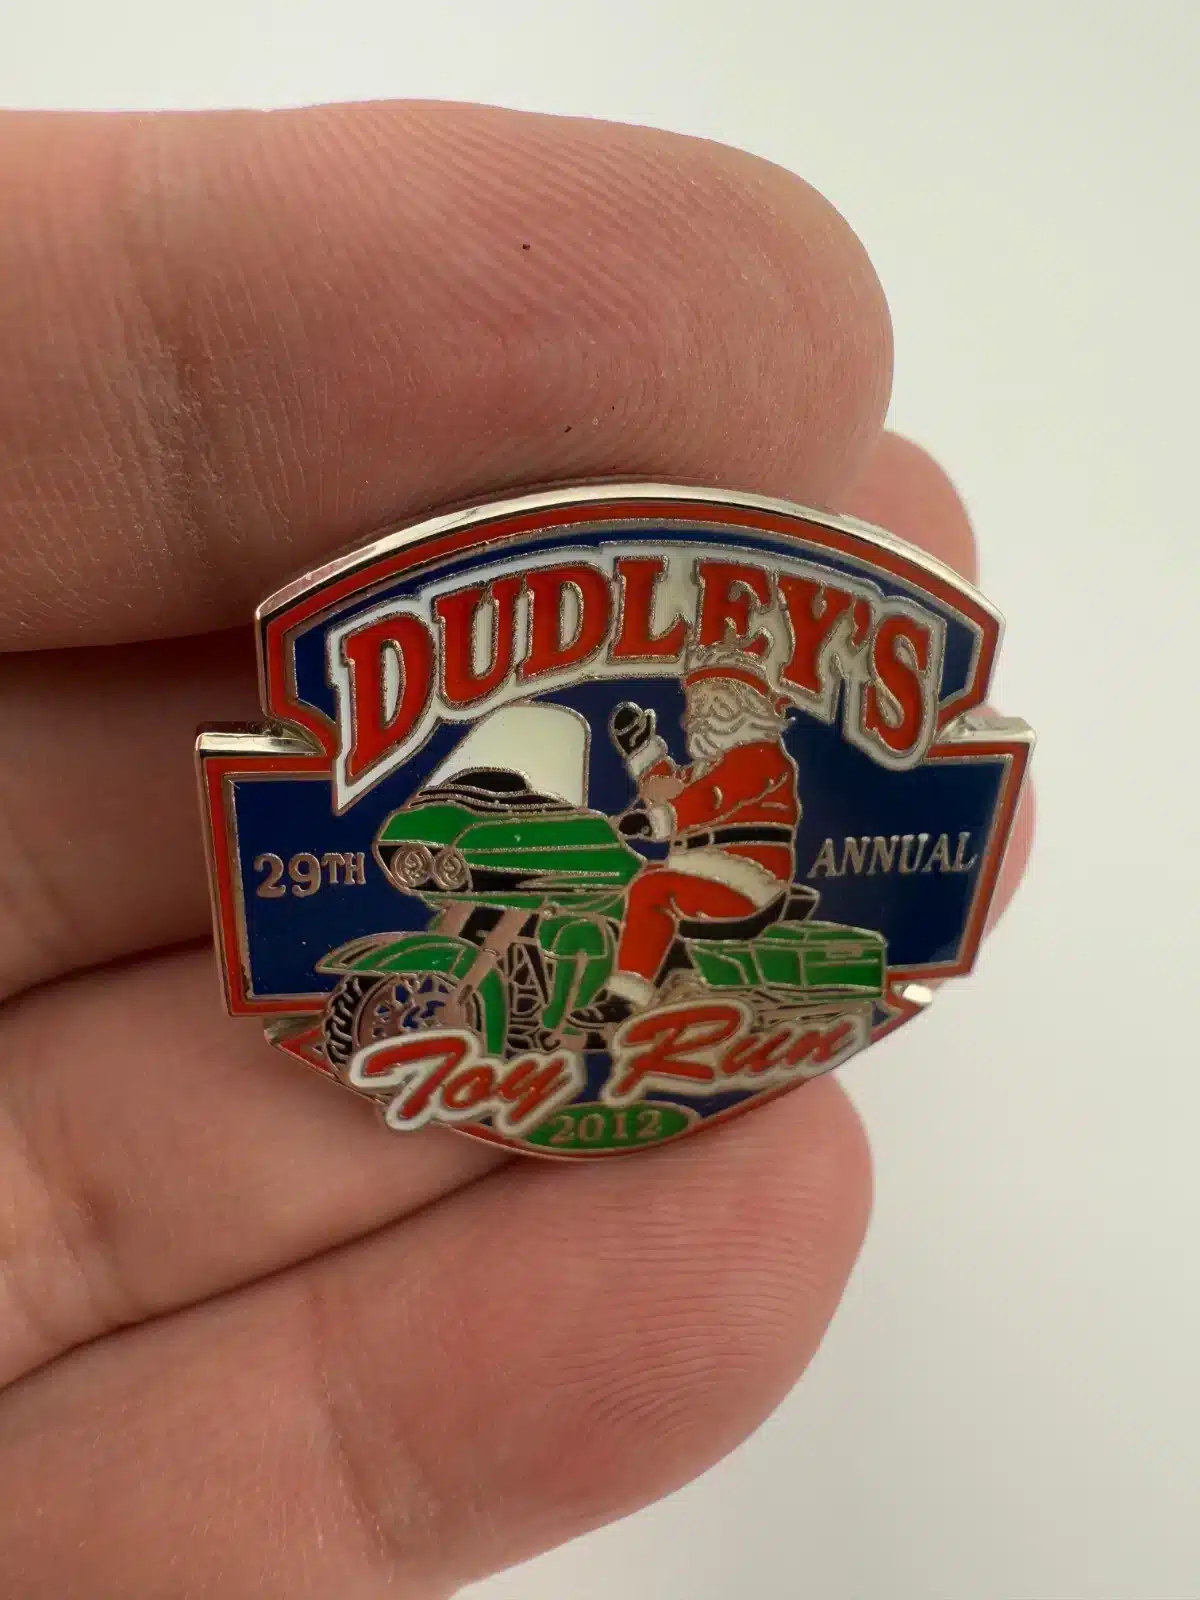 DUDLEY'S
29TH ANNUAL
Toy Run
2012